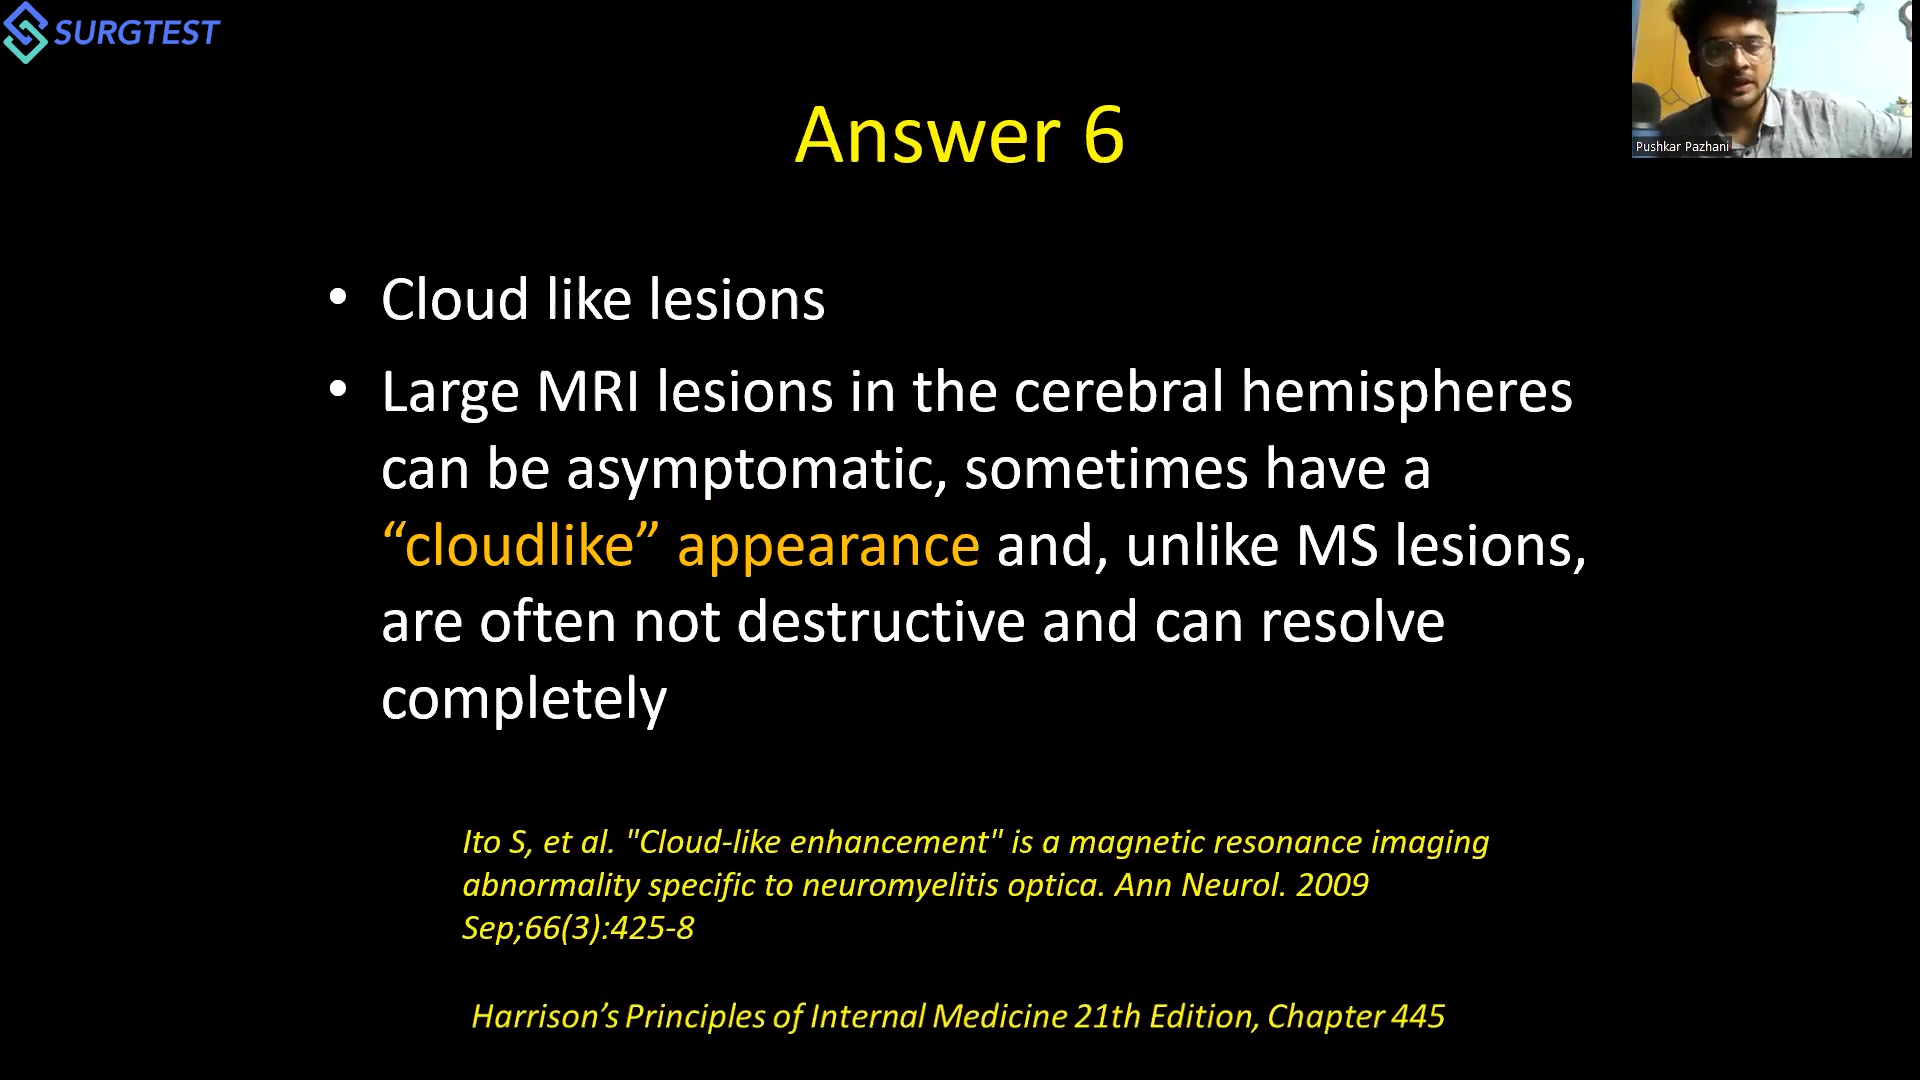 SURGTEST
Pushkar Pazhani
Answer 6
• Cloud like lesions
• Large MRI lesions in the cerebral hemispheres
can be asymptomatic, sometimes have a
“cloudlike” appearance and, unlike MS lesions,
are often not destructive and can resolve
completely
Ito S, et al. "Cloud-like enhancement" is a magnetic resonance imaging
abnormality specific to neuromyelitis optica. Ann Neurol. 2009
Sep;66(3):425-8
Harrison’s Principles of Internal Medicine 21th Edition, Chapter 445